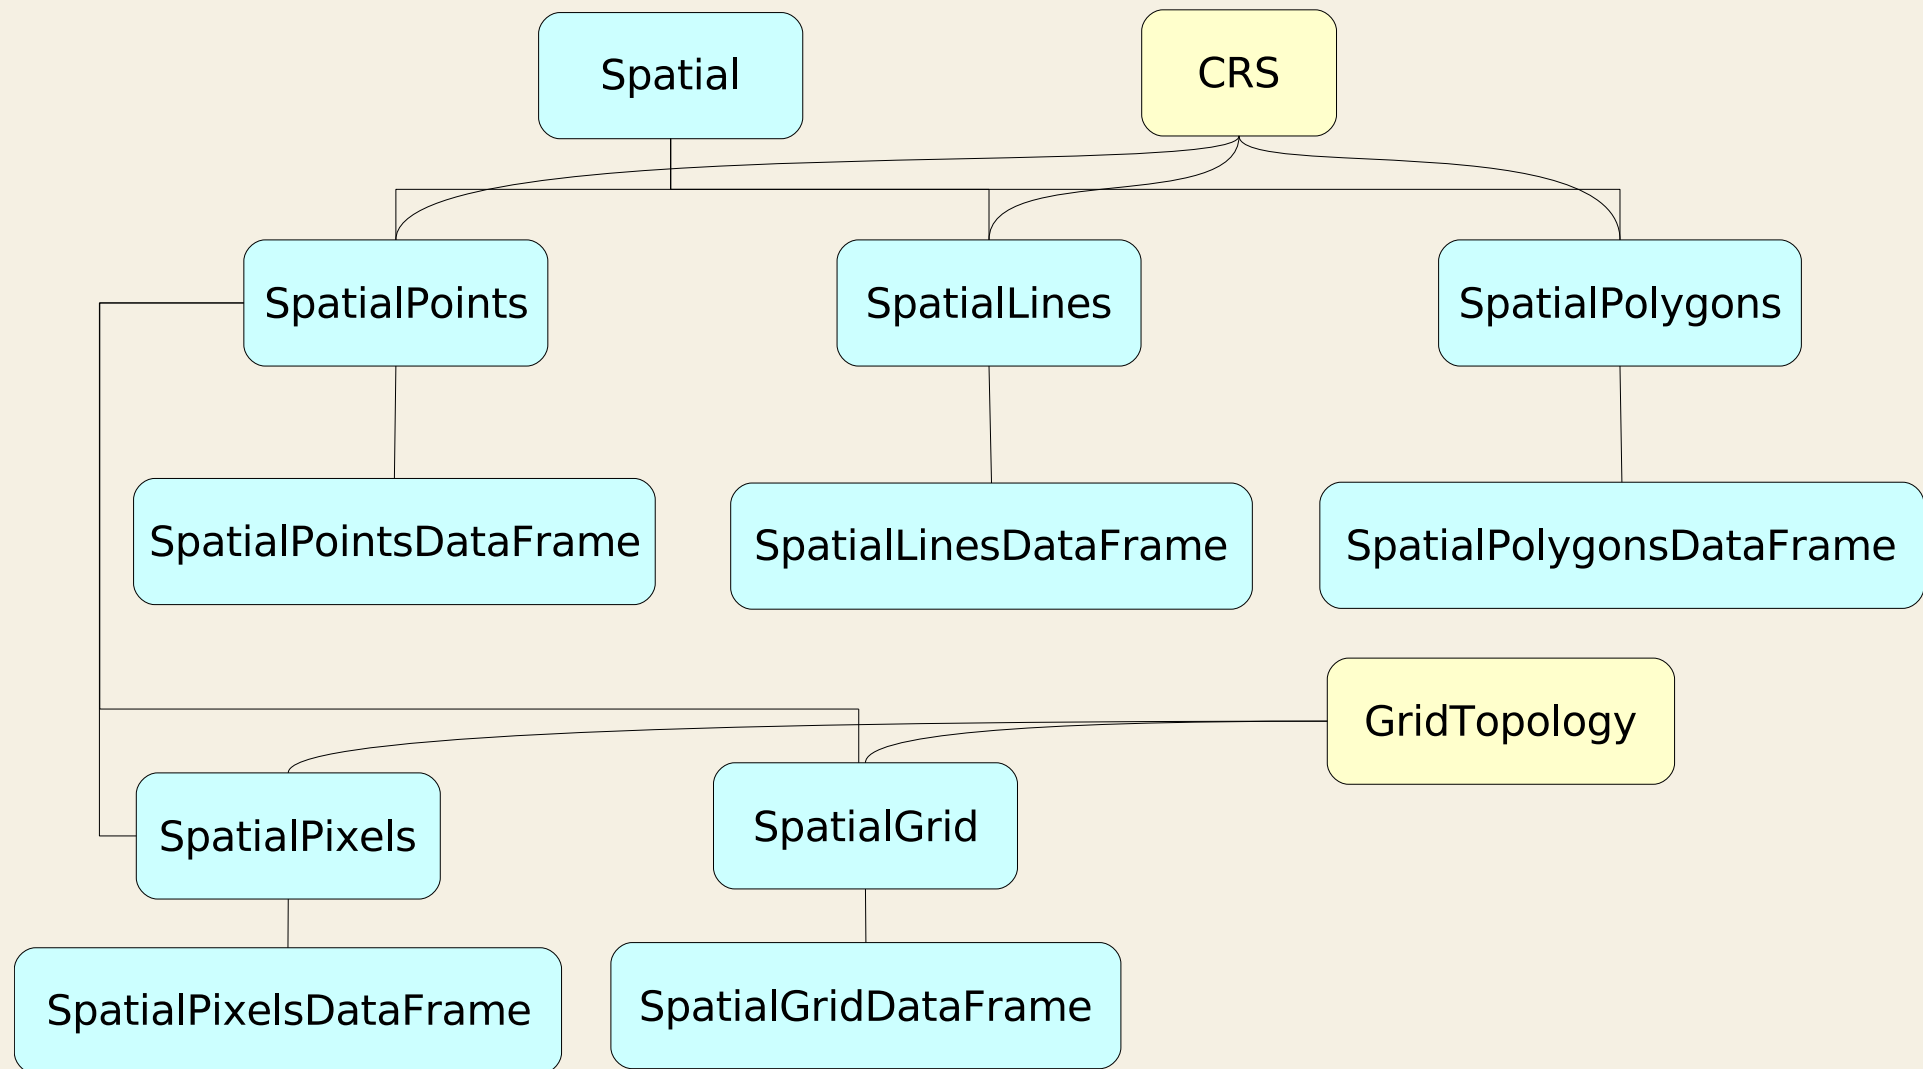 Spatial
CRS
SpatialPoints
SpatialLines
SpatialPolygons
SpatialPointsDataFrame
SpatialLinesDataFrame
SpatialPolygonsDataFrame
GridTopology
SpatialPixels
SpatialGrid
SpatialPixelsDataFrame
SpatialGridDataFrame